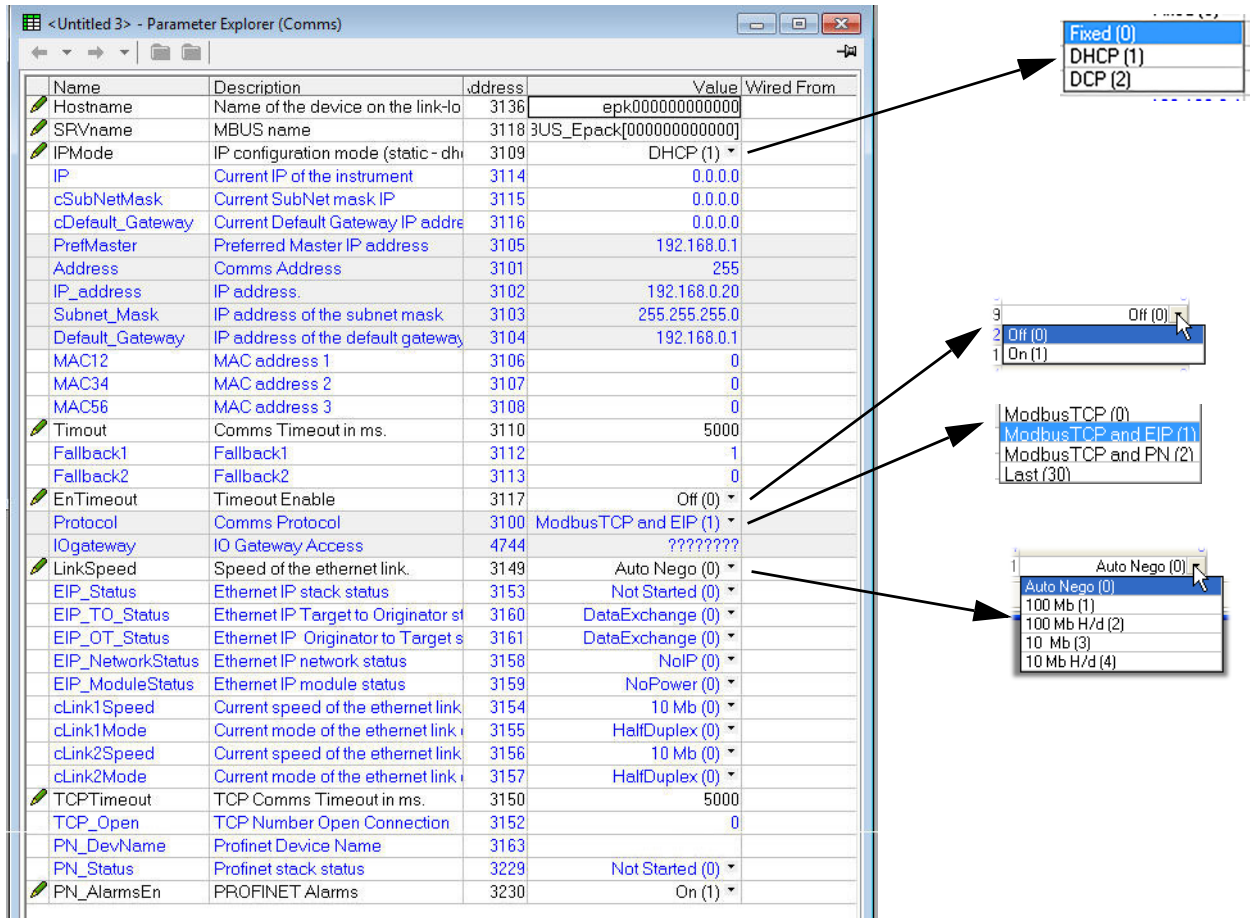 <Untitled 3> - Parameter Explorer (Comms)
Name Description Address Value Wired From
Hostname Name of the device on the link-lo 3136 epk000000000000
SRVname MBUS name 3118 BUS_Epack[000000000000]
IPMode IP configuration mode (static - dh 3109 DHCP (1)
IP Current IP of the instrument 3114 0.0.0.0
cSubNetMask Current SubNet mask IP 3115 0.0.0.0
cDefault_Gateway Current Default Gateway IP addre 3116 0.0.0.0
PrefMaster Preferred Master IP address 3105 192.168.0.1
Address Comms Address 3101 255
IP_address IP address. 3102 192.168.0.20
Subnet_Mask IP address of the subnet mask 3103 255.255.255.0
Default_Gateway IP address of the default gateway 3104 192.168.0.1
MAC12 MAC address 1 3106 0
MAC34 MAC address 2 3107 0
MAC56 MAC address 3 3108 0
Timout Comms Timeout in ms. 3110 5000
Fallback1 Fallback1 3112 1
Fallback2 Fallback2 3113 0
EnTimeout Timeout Enable 3117 Off (0)
Protocol Comms Protocol 3100 ModbusTCP and EIP (1)
IOgateway IO Gateway Access 4744 ????????
LinkSpeed Speed of the ethernet link. 3149 Auto Nego (0)
EIP_Status Ethernet IP stack status 3153 Not Started (0)
EIP_TO_Status Ethernet IP Target to Originator st 3160 DataExchange (0)
EIP_OT_Status Ethernet IP Originator to Target s 3161 DataExchange (0)
EIP_NetworkStatus Ethernet IP network status 3158 NoIP (0)
EIP_ModuleStatus Ethernet IP module status 3159 NoPower (0)
cLink1Speed Current speed of the ethernet link 3154 10 Mb (0)
cLink1Mode Current mode of the ethernet link 3155 HalfDuplex (0)
cLink2Speed Current speed of the ethernet link 3156 10 Mb (0)
cLink2Mode Current mode of the ethernet link 3157 HalfDuplex (0)
TCPTimeout TCP Comms Timeout in ms. 3150 5000
TCP_Open TCP Number Open Connection 3152 0
PN_DevName Profinet Device Name 3163
PN_Status Profinet stack status 3229 Not Started (0)
PN_AlarmsEn PROFINET Alarms 3230 On (1)
Fixed (0)
DHCP (1)
DCP (2)
9 Off (0)
2 Off (0)
1 On (1)
ModbusTCP (0)
ModbusTCP and EIP (1)
ModbusTCP and PN (2)
Last (30)
1 Auto Nego (0)
Auto Nego (0)
100 Mb (1)
100 Mb H/d (2)
10 Mb (3)
10 Mb H/d (4)